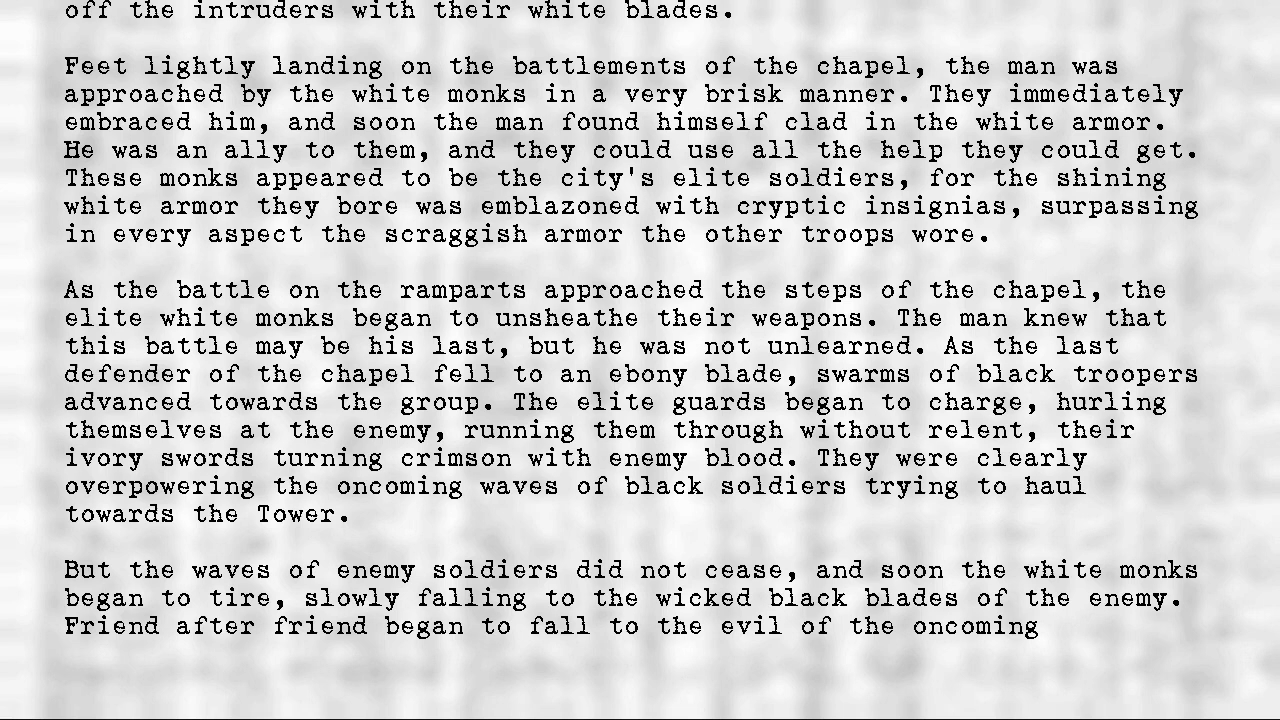 off the intruders with their white blades.
Feet lightly landing on the battlements of the chapel, the man was
approached by the white monks in a very brisk manner. They immediately
embraced him, and soon the man found himself clad in the white armor.
He was an ally to them, and they could use all the help they could get.
These monks appeared to be the city's elite soldiers, for the shining
white armor they bore was emblazoned with cryptic insignias, surpassing
in every aspect the scraggish armor the other troops wore.
As the battle on the ramparts approached the steps of the chapel, the
elite white monks began to unsheathe their weapons. The man knew that
this battle may be his last, but he was not unlearned. As the last
defender of the chapel fell to an ebony blade, swarms of black troopers
advanced towards the group. The elite guards began to charge, hurling
themselves at the enemy, running them through without relent, their
ivory swords turning crimson with enemy blood. They were clearly
overpowering the oncoming waves of black soldiers trying to haul
towards the Tower.
But the waves of enemy soldiers did not cease, and soon the white monks
began to tire, slowly falling to the wicked black blades of the enemy.
Friend after friend began to fall to the evil of the oncoming